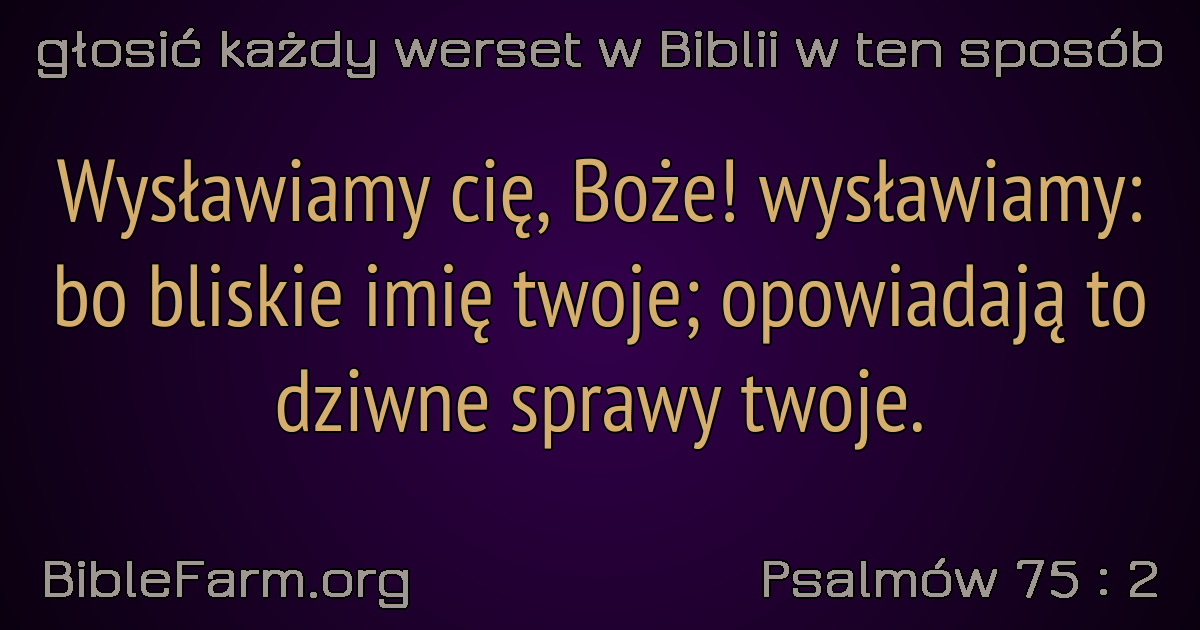 głosić każdy werset w Biblii w ten sposób
Wysławiamy cię, Boże! wysławiamy:
bo bliskie imię twoje; opowiadają to
dziwne sprawy twoje.
BibleFarm.org
Psalmów 75 : 2